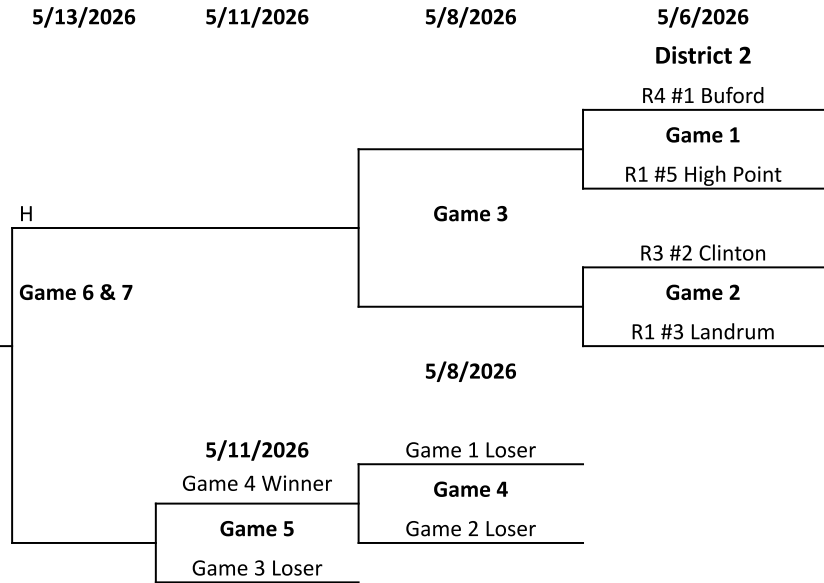 5/13/2026 5/11/2026 5/8/2026 5/6/2026
District 2
R4 #1 Buford
Game 1
R1 #5 High Point
H
Game 3
R3 #2 Clinton
Game 6 & 7
Game 2
R1 #3 Landrum
5/8/2026
5/11/2026
Game 1 Loser
Game 4 Winner
Game 4
Game 5
Game 2 Loser
Game 3 Loser